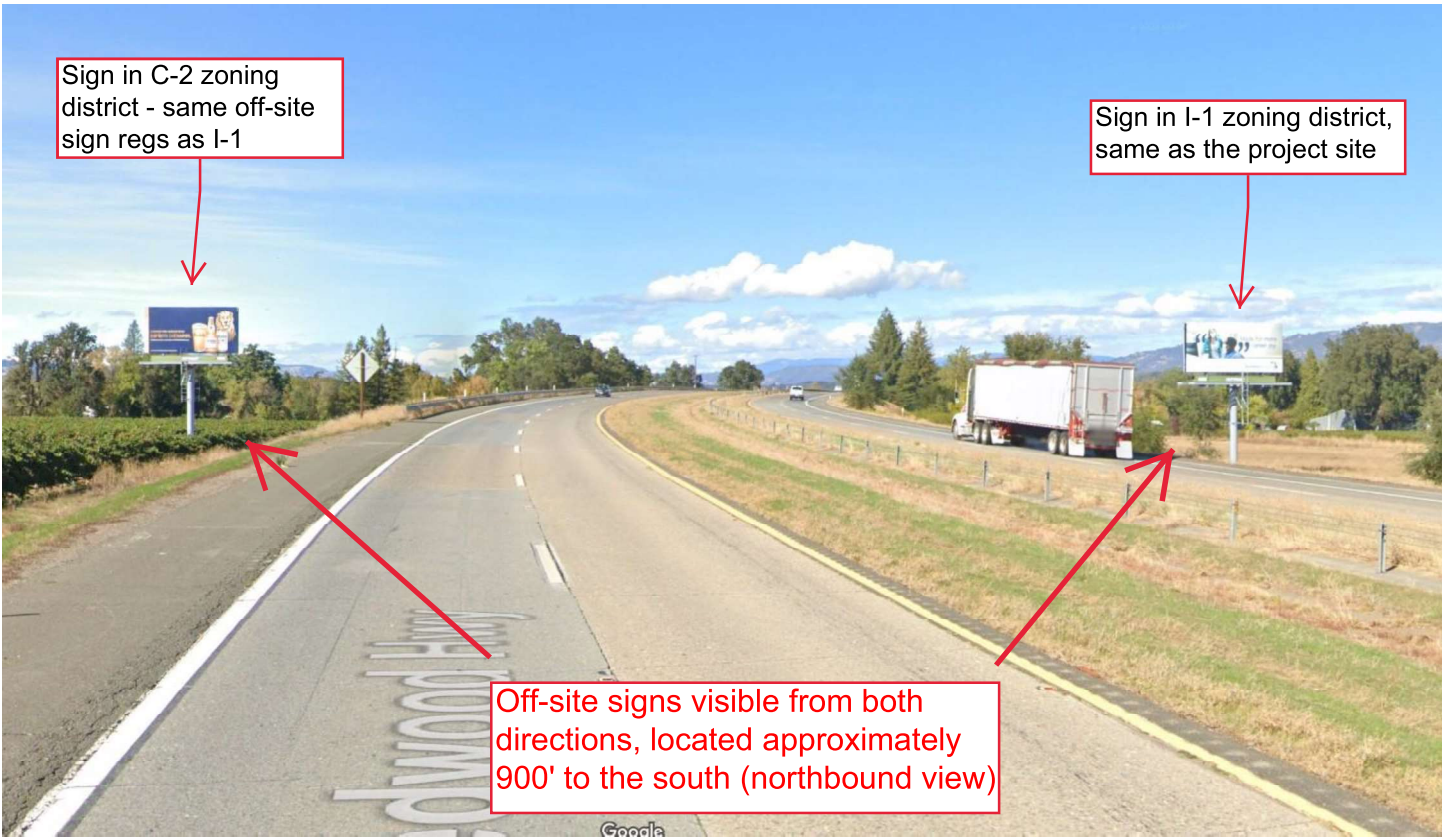 Sign in C-2 zoning
district - same off-site
sign regs as I-1
Sign in I-1 zoning district,
same as the project site
dwood Hwy
Off-site signs visible from both
directions, located approximately
900' to the south (northbound view)
Google